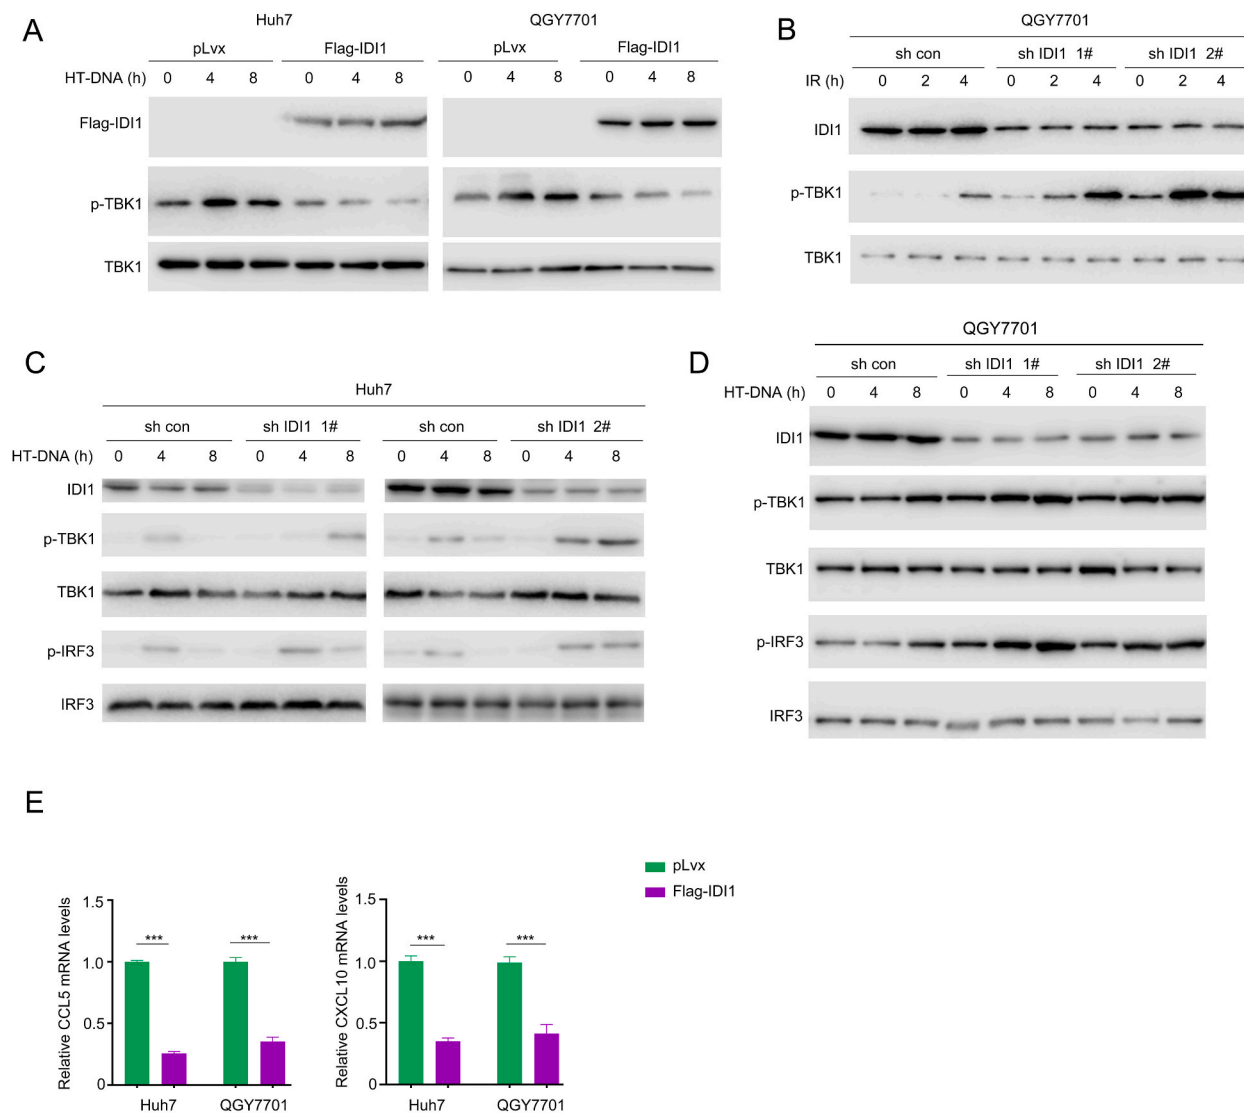 A
Huh7 QGY7701
pLvx Flag-IDI1 pLvx Flag-IDI1
HT-DNA (h) 0 4 8 0 4 8 0 4 8 0 4 8
Flag-IDI1
p-TBK1
TBK1
B
QGY7701
sh con sh IDI1 1# sh IDI1 2#
IR (h) 0 2 4 0 2 4 0 2 4
IDI1
p-TBK1
TBK1
C
Huh7
sh con sh IDI1 1# sh con sh IDI1 2#
HT-DNA (h) 0 4 8 0 4 8 0 4 8 0 4 8
IDI1
p-TBK1
TBK1
p-IRF3
IRF3
D
QGY7701
sh con sh IDI1 1# sh IDI1 2#
HT-DNA (h) 0 4 8 0 4 8 0 4 8
IDI1
p-TBK1
TBK1
p-IRF3
IRF3
E
pLvx
Flag-IDI1
Relative CCL5 mRNA levels
1.5
1.0
0.5
0
*** ***
Huh7 QGY7701
Relative CXCL10 mRNA levels
1.5
1.0
0.5
0
*** ***
Huh7 QGY7701